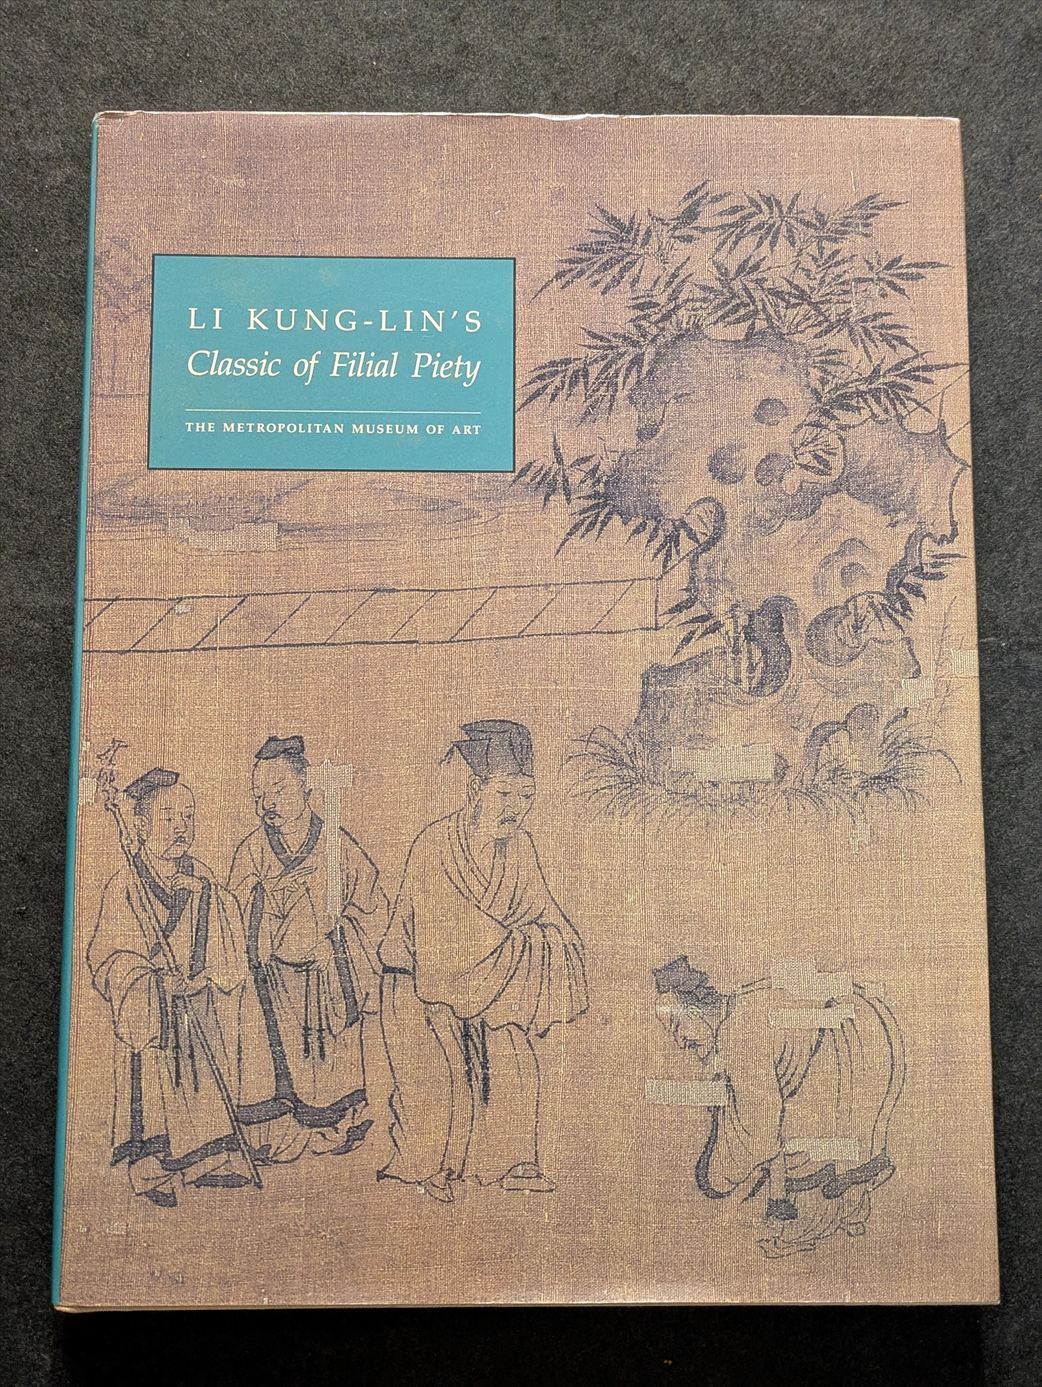 LI KUNG-LIN'S
Classic of Filial Piety
THE METROPOLITAN MUSEUM OF ART